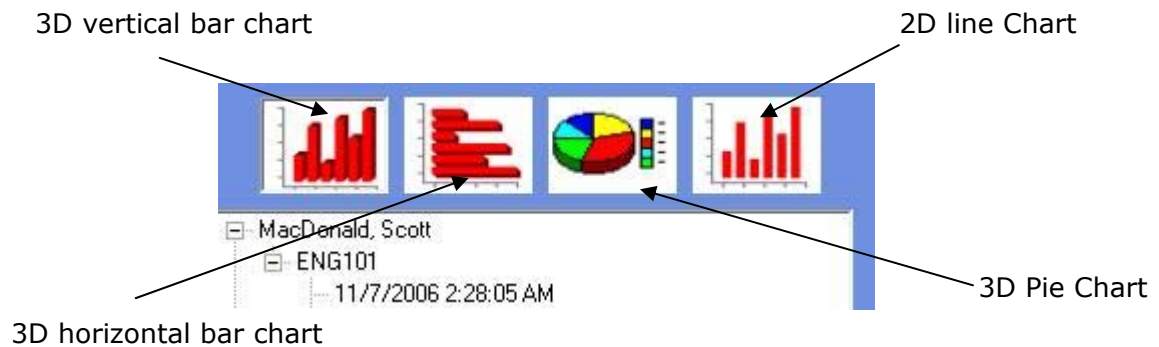 3D vertical bar chart
2D line Chart
MacDonald, Scott
ENG101
11/7/2006 2:28:05 AM
3D Pie Chart
3D horizontal bar chart